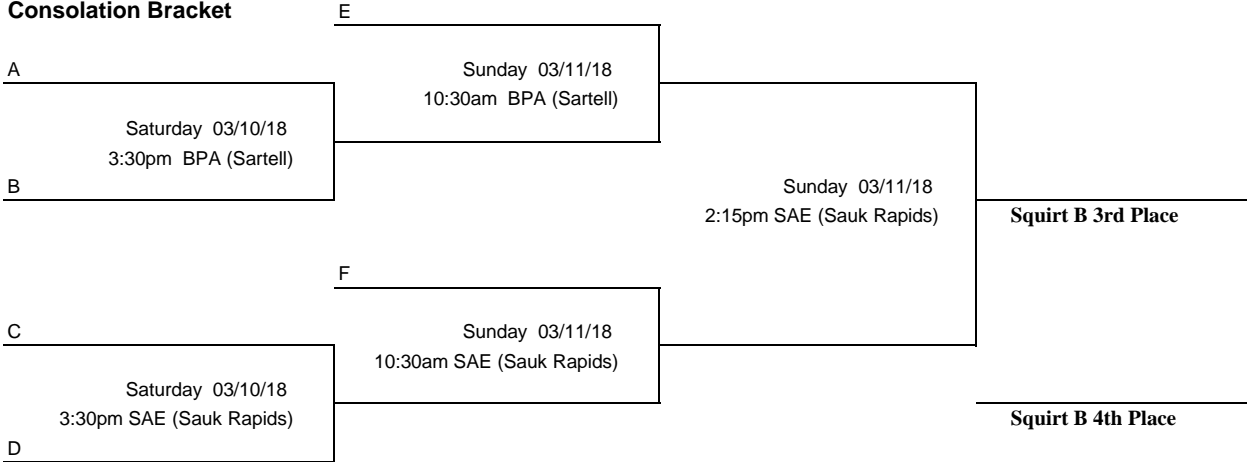 Consolation Bracket
E
A
Sunday 03/11/18
10:30am BPA (Sartell)
Saturday 03/10/18
3:30pm BPA (Sartell)
B
Sunday 03/11/18
2:15pm SAE (Sauk Rapids)
Squirt B 3rd Place
F
C
Sunday 03/11/18
10:30am SAE (Sauk Rapids)
Saturday 03/10/18
3:30pm SAE (Sauk Rapids)
Squirt B 4th Place
D